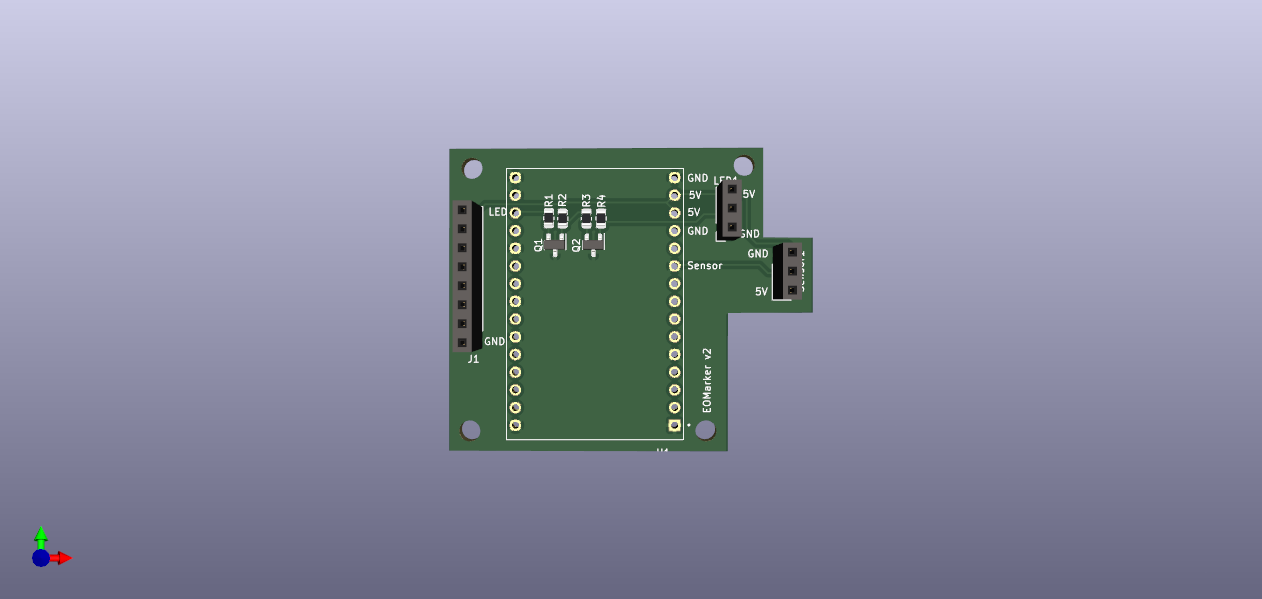 GND
5V
5V
R1
R2
R3
R4
LED
5V
GND
GND
Q1
Q2
GND
Sensor
5V
GND
J1
EOMarker v2